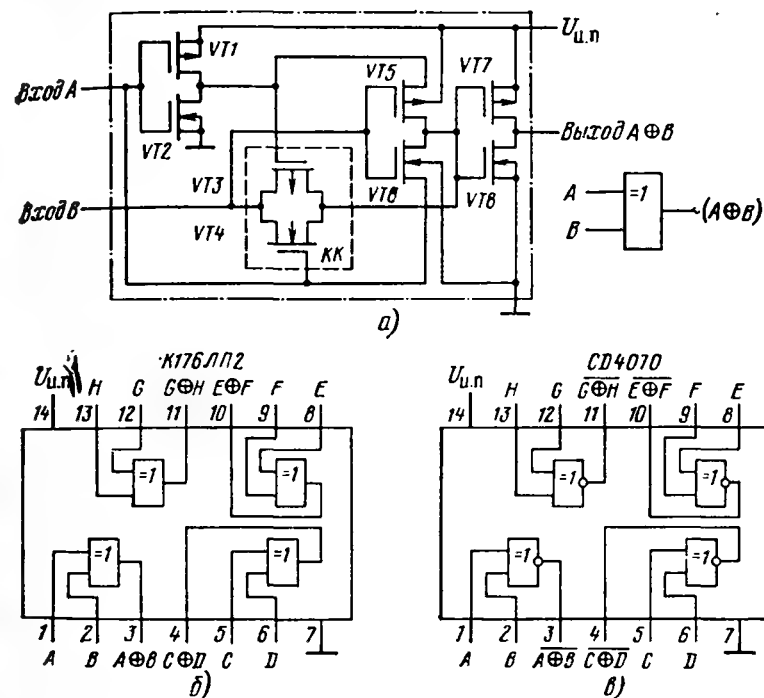 VT1
Uи.п
Вход A
VT5
VT7
VT2
Выход A⊕B
VT3
VT6
VT8
A
=1
(A⊕B)
Вход B
VT4
КК
B
а)
К176ЛП2
Uи.п
H G G⊕H E⊕F F E
14 13 12 11 10 9 8
=1 =1
=1 =1
1 2 3 4 5 6 7
A B A⊕B C⊕D C D
б)
CD4070
Uи.п
H G G̅⊕̅H̅ E̅⊕̅F̅ F E
14 13 12 11 10 9 8
=1 =1
=1 =1
1 2 3 4 5 6 7
A B A̅⊕̅B̅ C̅⊕̅D̅ C D
в)